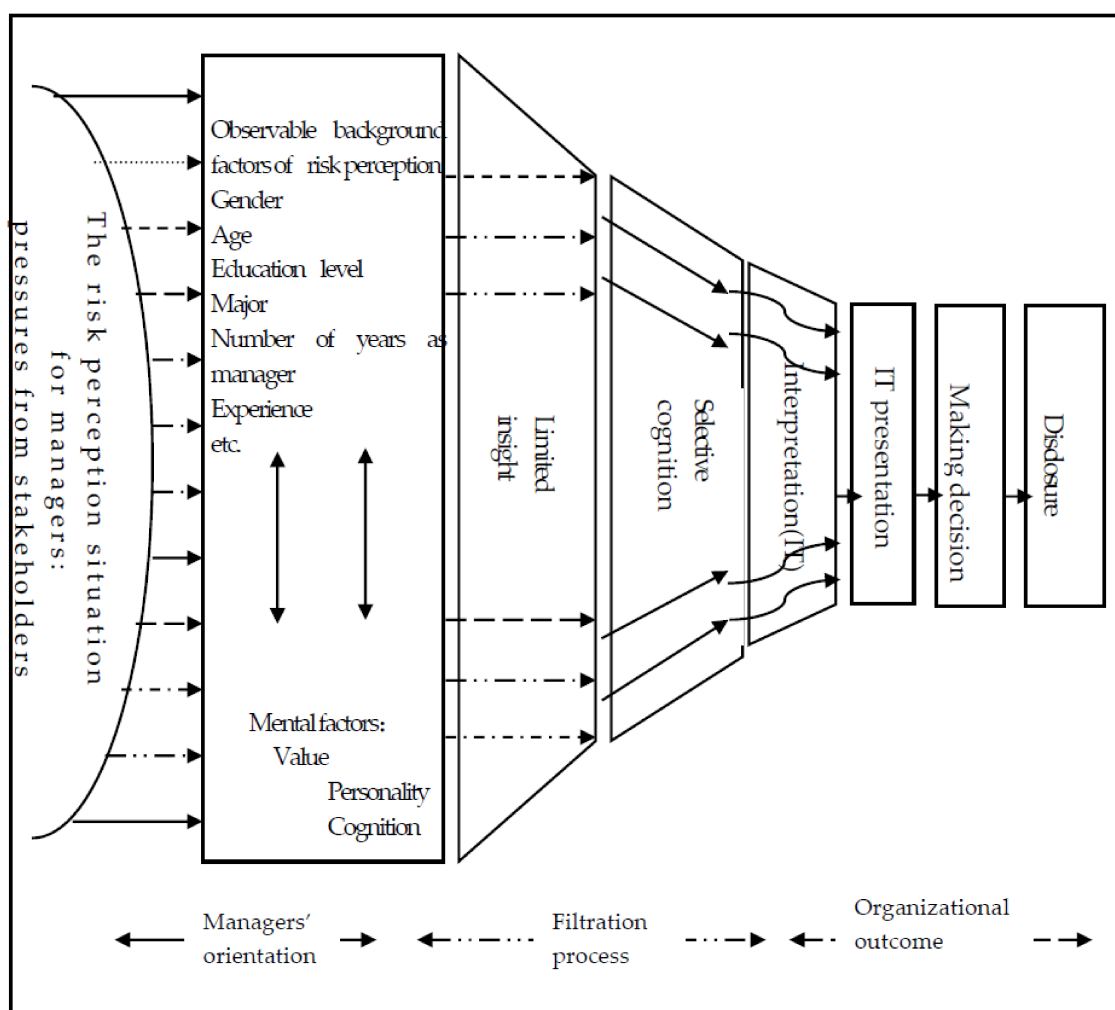 The risk perception situation
for managers:
pressures from stakeholders
Observable background
factors of risk perception
Gender
Age
Education level
Major
Number of years as
manager
Experience
etc.
Mental factors:
Value
Personality
Cognition
Limited
insight
Selective
cognition
Interpretation(IT)
IT presentation
Making decision
Disclosure
Managers’
orientation
Filtration
process
Organizational
outcome